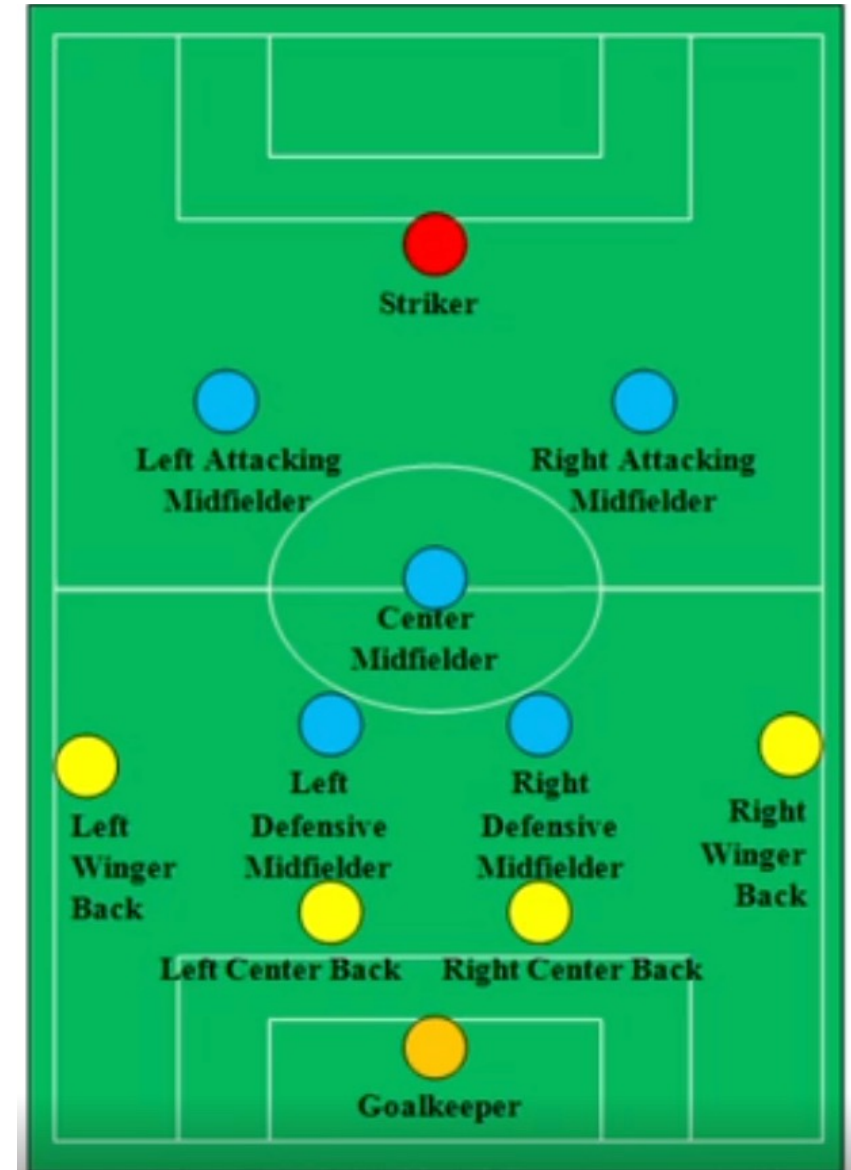 Striker
Left Attacking
Midfielder
Right Attacking
Midfielder
Center
Midfielder
Left
Defensive
Midfielder
Right
Defensive
Midfielder
Left
Winger
Back
Right
Winger
Back
Left Center Back
Right Center Back
Goalkeeper